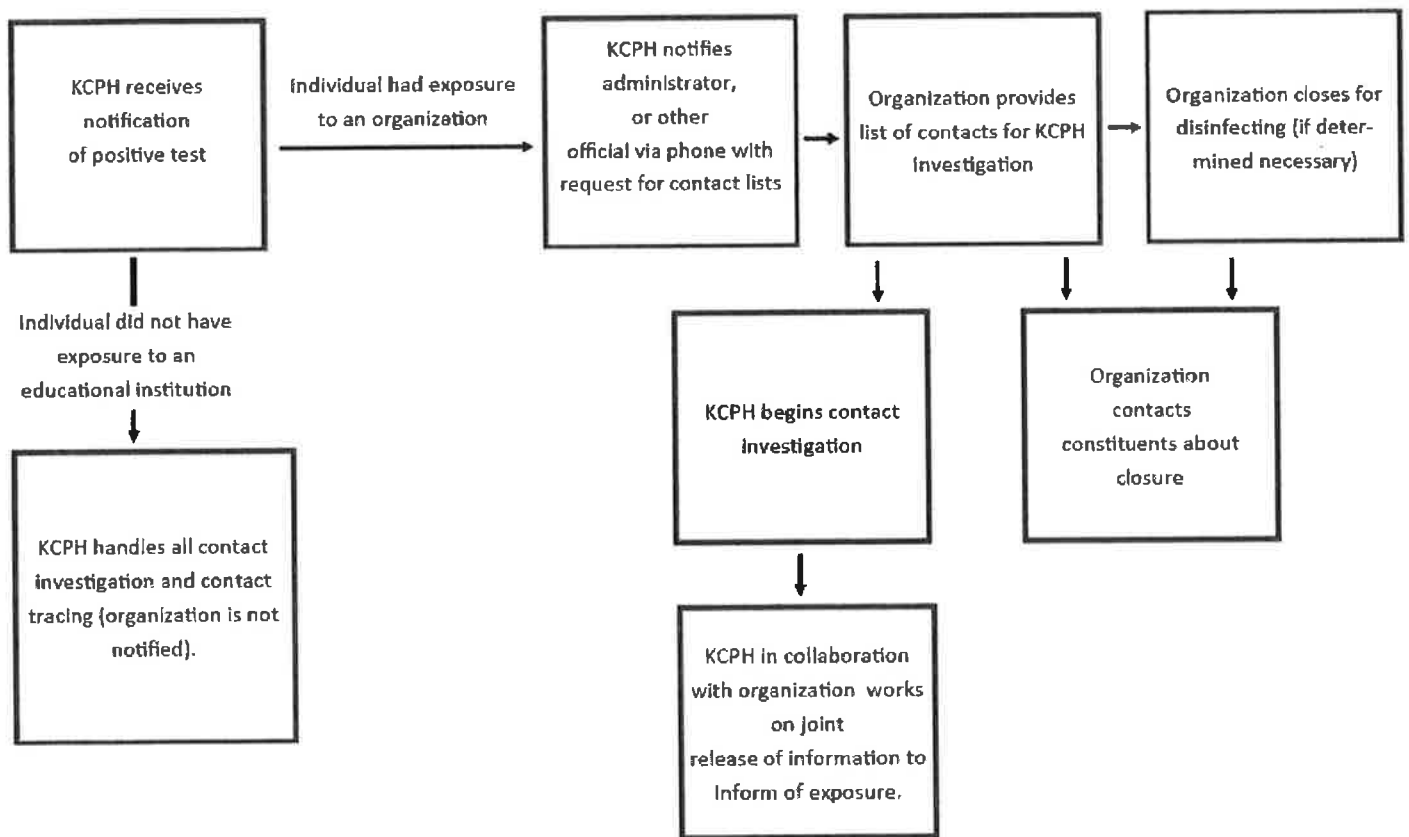 KCPH receives
notification
of positive test
Individual had exposure
to an organization
KCPH notifies
administrator,
or other
official via phone with
request for contact lists
Organization provides
list of contacts for KCPH
investigation
Organization closes for
disinfecting (if deter-
mined necessary)
Individual did not have
exposure to an
educational institution
KCPH handles all contact
investigation and contact
tracing (organization is not
notified).
KCPH begins contact
investigation
Organization
contacts
constituents about
closure
KCPH in collaboration
with organization works
on joint
release of information to
inform of exposure.